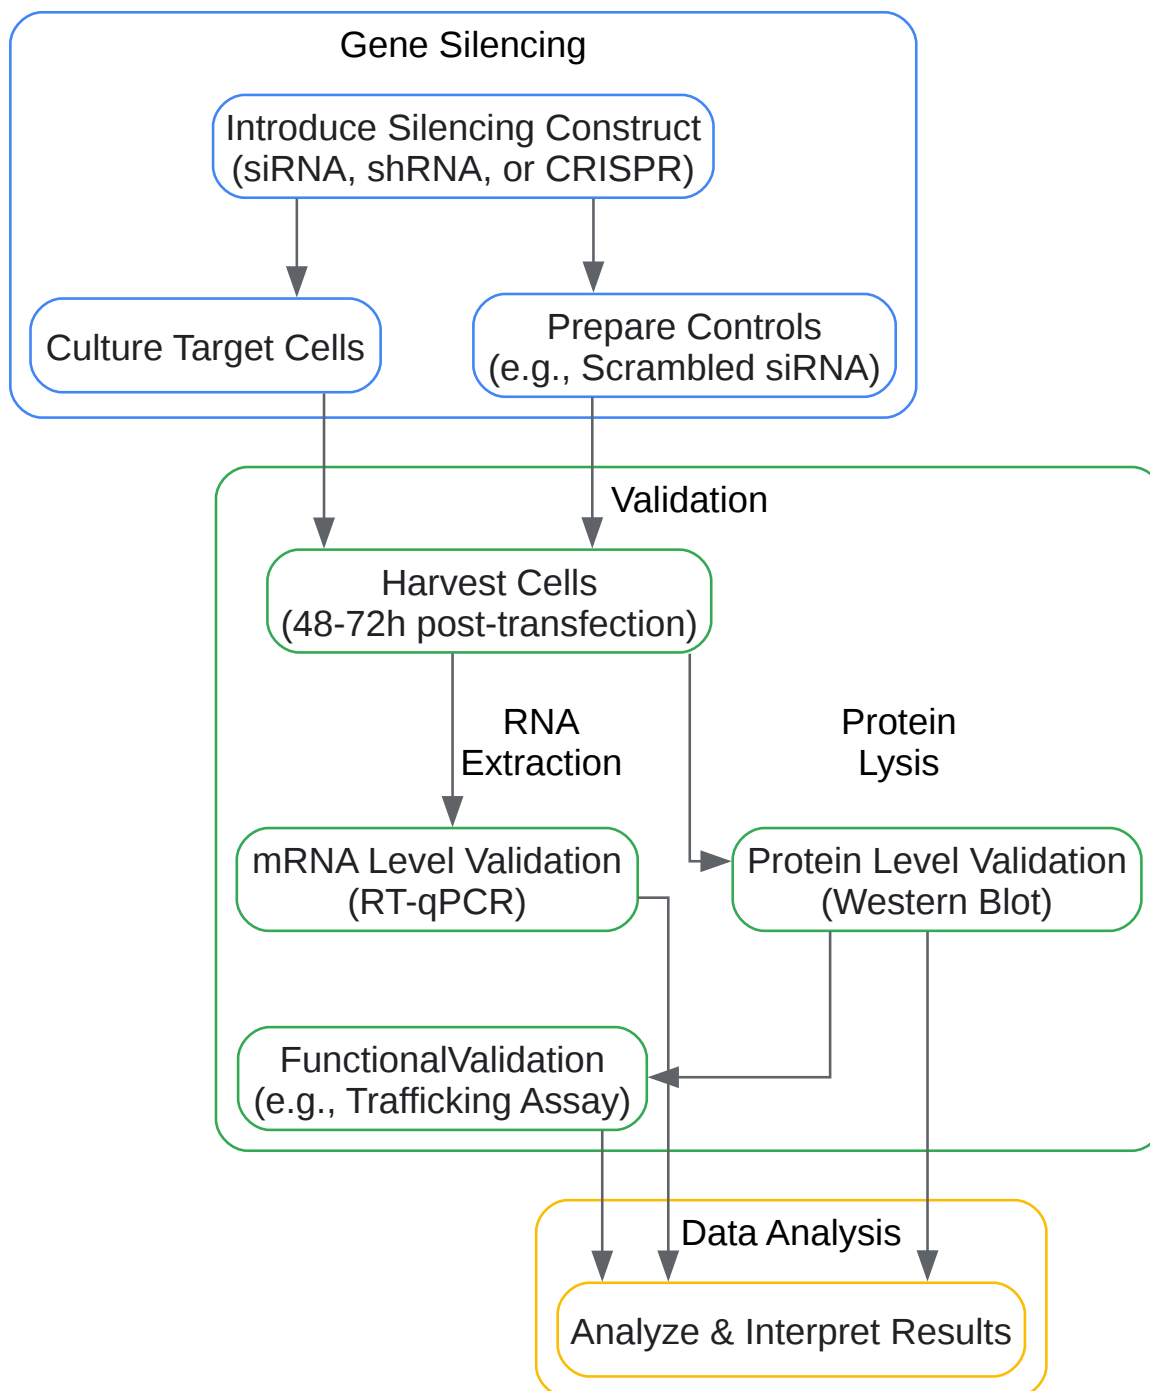 Gene Silencing
Introduce Silencing Construct
(siRNA, shRNA, or CRISPR)
Culture Target Cells
Prepare Controls
(e.g., Scrambled siRNA)
Validation
Harvest Cells
(48-72h post-transfection)
RNA
Extraction
Protein
Lysis
mRNA Level Validation
(RT-qPCR)
Protein Level Validation
(Western Blot)
FunctionalValidation
(e.g., Trafficking Assay)
Data Analysis
Analyze & Interpret Results